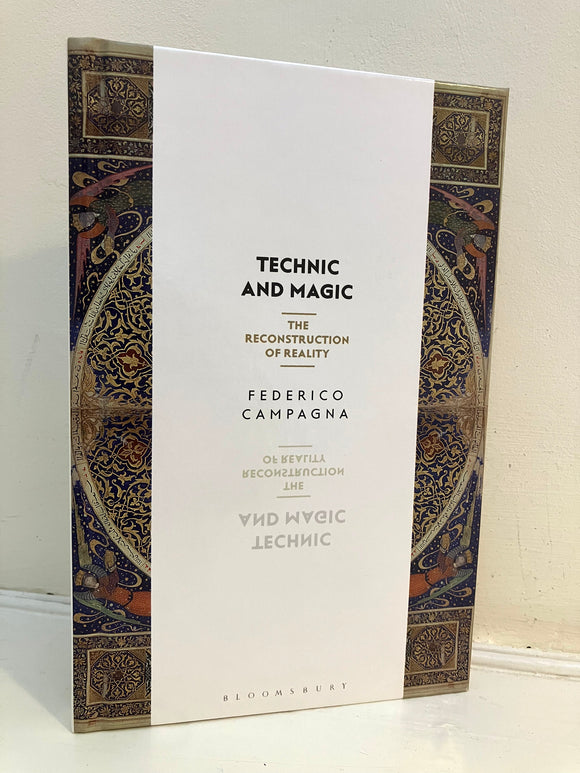 TECHNIC
AND MAGIC
THE
RECONSTRUCTION
OF REALITY
FEDERICO
CAMPAGNA
OF REALITY
RECONSTRUCTION
THE
AND MAGIC
TECHNIC
BLOOMSBURY